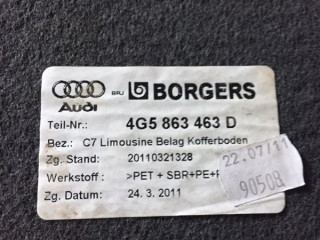 Audi BRU BORGERS
Teil-Nr.: 4G5 863 463 D
Bez.: C7 Limousine Belag Kofferboden
Zg. Stand: 20110321328
Werkstoff: >PET + SBR+PE+
Zg. Datum: 24. 3. 2011
22.07/11
90508